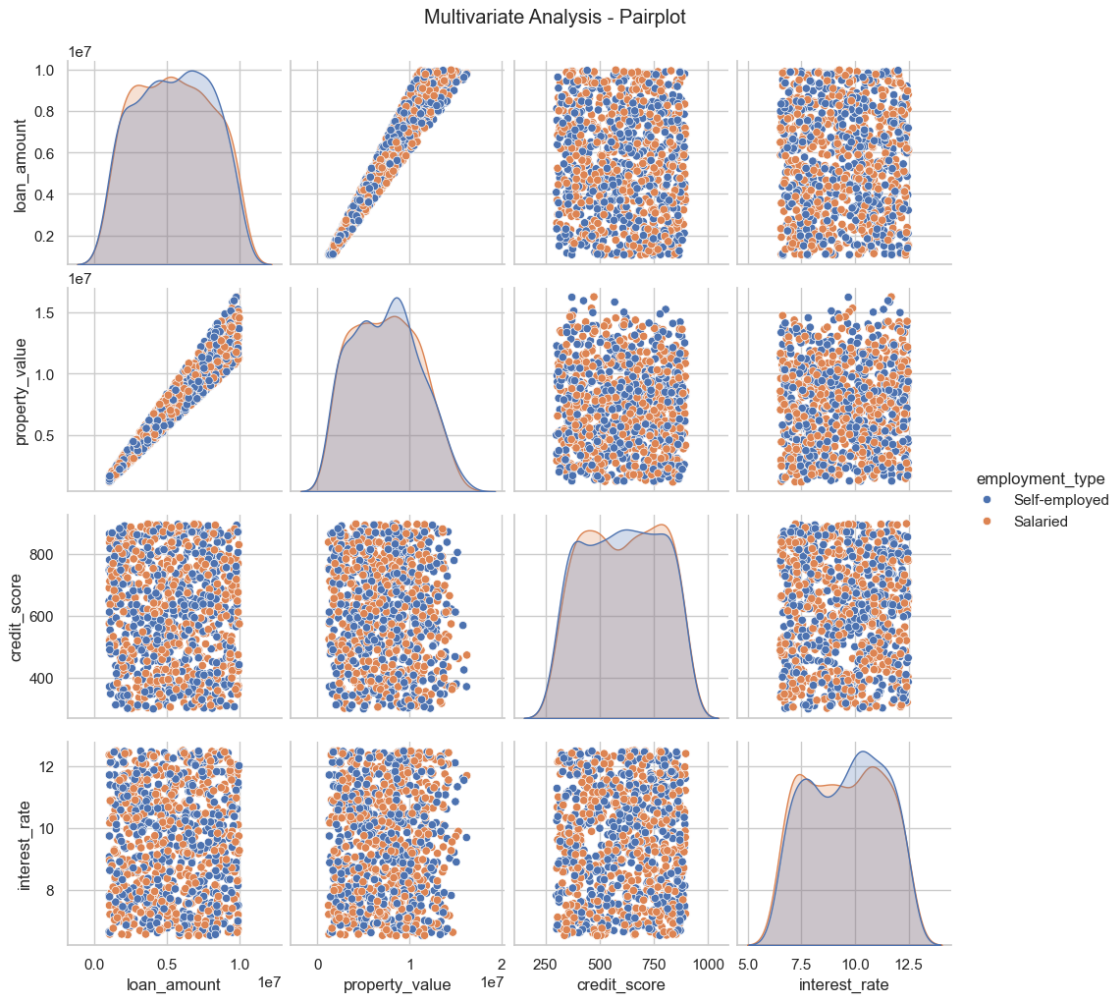 Multivariate Analysis - Pairplot
1e7
1.0
0.8
0.6
0.4
0.2
loan_amount
1e7
1.5
1.0
0.5
property_value
employment_type
Self-employed
Salaried
800
600
400
credit_score
12
10
8
interest_rate
0.0 0.5 1.0
1e7
loan_amount
0 1 2
1e7
property_value
250 500 750 1000
credit_score
5.0 7.5 10.0 12.5
interest_rate